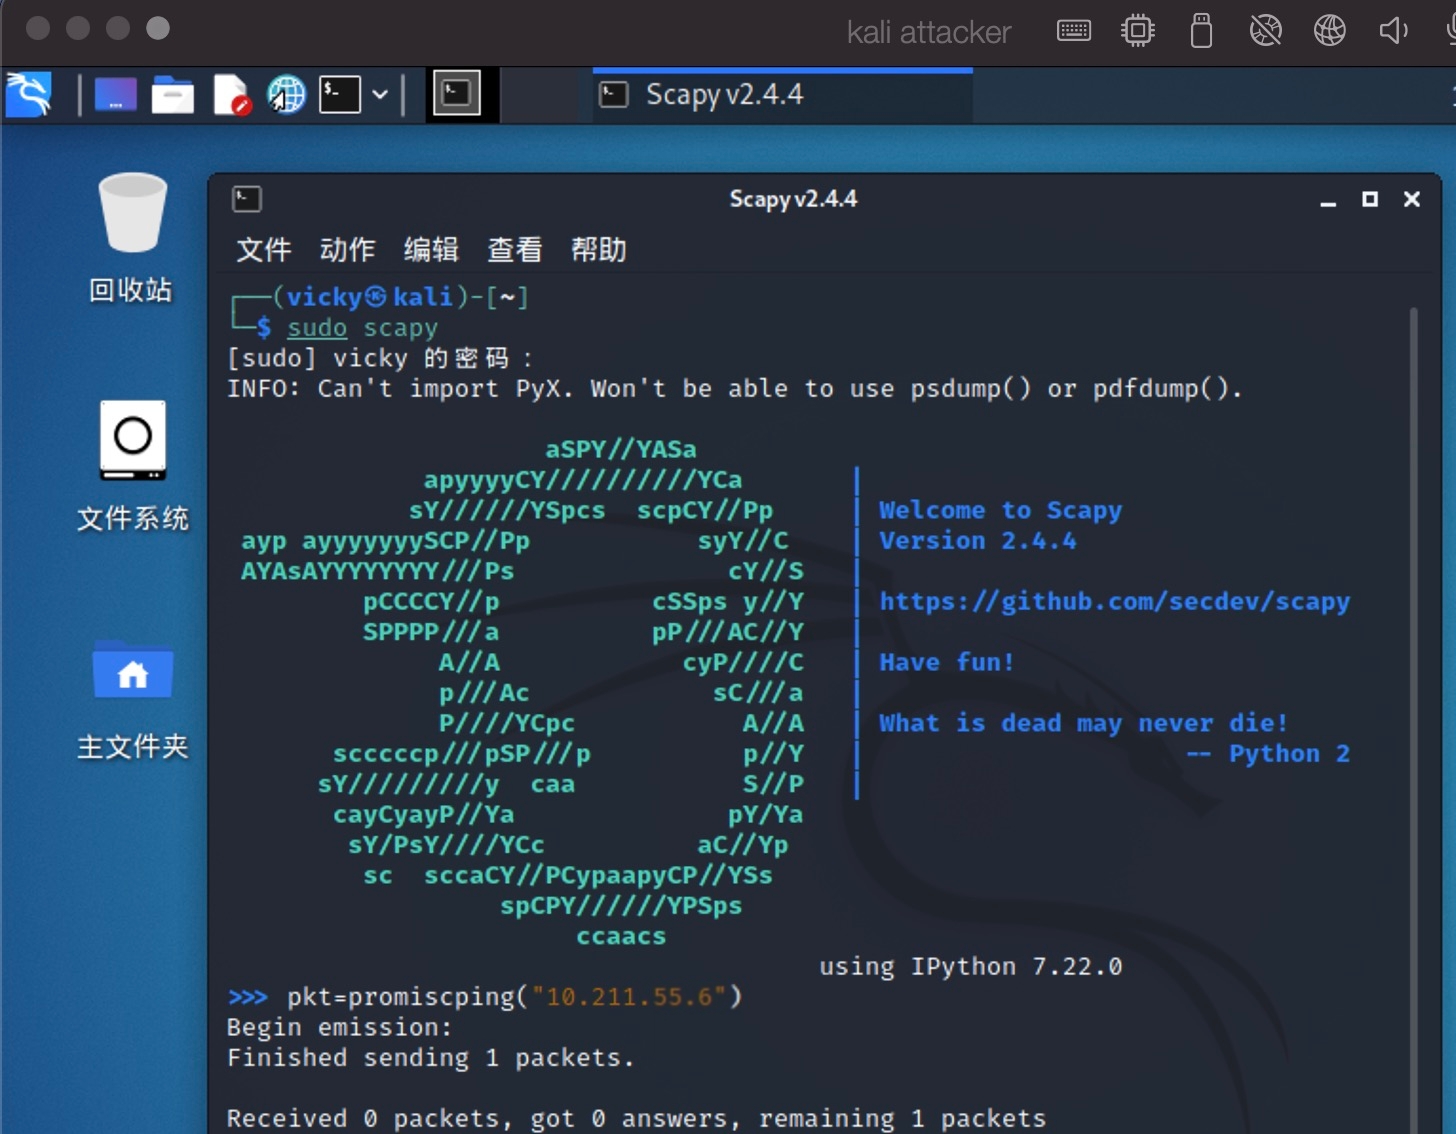 kali attacker
Scapy v2.4.4
Scapy v2.4.4
文件 动作 编辑 查看 帮助
回收站
文件系统
主文件夹
┌──(vicky㉿kali)-[~]
└─$ sudo scapy
[sudo] vicky 的密码：
INFO: Can't import PyX. Won't be able to use psdump() or pdfdump().
aSPY//YASa
apyyyyCY//////////YCa |
sY//////YSpcs  scpCY//Pp | Welcome to Scapy
ayp ayyyyyyySCP//Pp           syY//C | Version 2.4.4
AYAsAYYYYYYYY///Ps              cY//S |
pCCCCY//p          cSSps y//Y | https://github.com/secdev/scapy
SPPPP///a          pP///AC//Y |
A//A            cyP////C | Have fun!
p///Ac            sC///a |
P////YCpc           A//A | What is dead may never die!
scccccp///pSP///p          p//Y | -- Python 2
sY/////////y  caa           S//P |
cayCyayP//Ya              pY/Ya
sY/PsY////YCc          aC//Yp
sc  sccaCY//PCypaapyCP//YSs
spCPY//////YPSps
ccaacs
using IPython 7.22.0
>>> pkt=promiscping("10.211.55.6")
Begin emission:
Finished sending 1 packets.
Received 0 packets, got 0 answers, remaining 1 packets